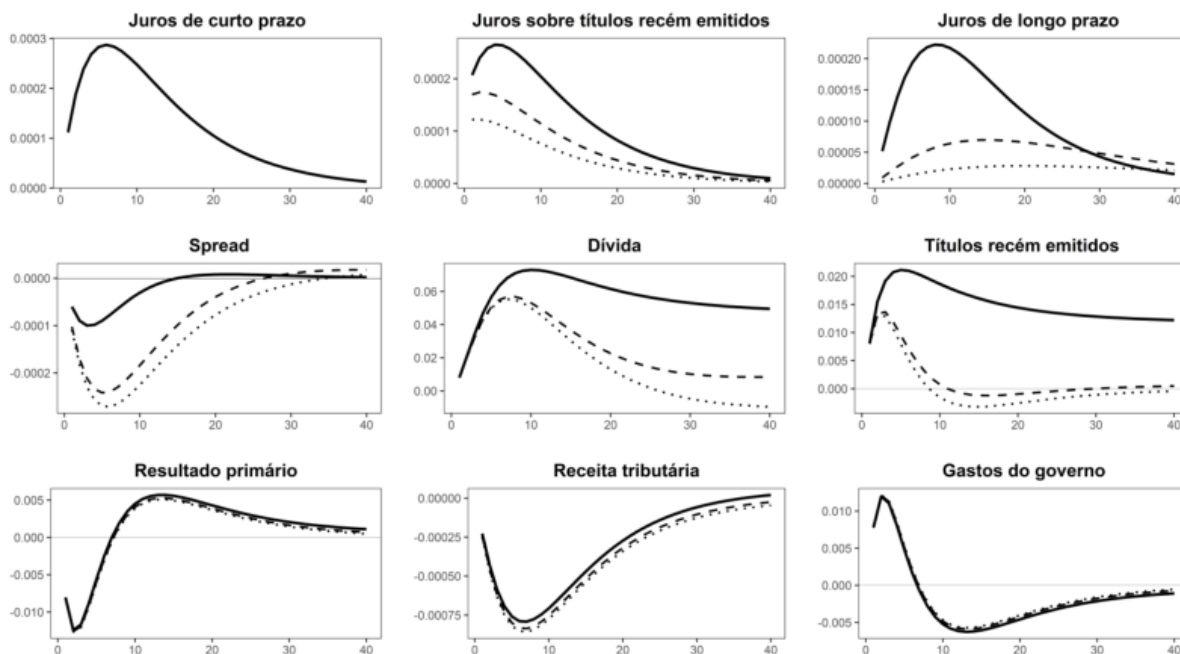 Juros de curto prazo
0.0003
0.0002
0.0001
0.0000
0 10 20 30 40
Juros sobre títulos recém emitidos
0.0002
0.0001
0.0000
0 10 20 30 40
Juros de longo prazo
0.00020
0.00015
0.00010
0.00005
0.00000
0 10 20 30 40
Spread
0.0000
-0.0001
-0.0002
0 10 20 30 40
Dívida
0.06
0.04
0.02
0.00
0 10 20 30 40
Títulos recém emitidos
0.020
0.015
0.010
0.005
0.000
0 10 20 30 40
Resultado primário
0.005
0.000
-0.005
-0.010
0 10 20 30 40
Receita tributária
0.00000
-0.00025
-0.00050
-0.00075
0 10 20 30 40
Gastos do governo
0.010
0.005
0.000
-0.005
0 10 20 30 40